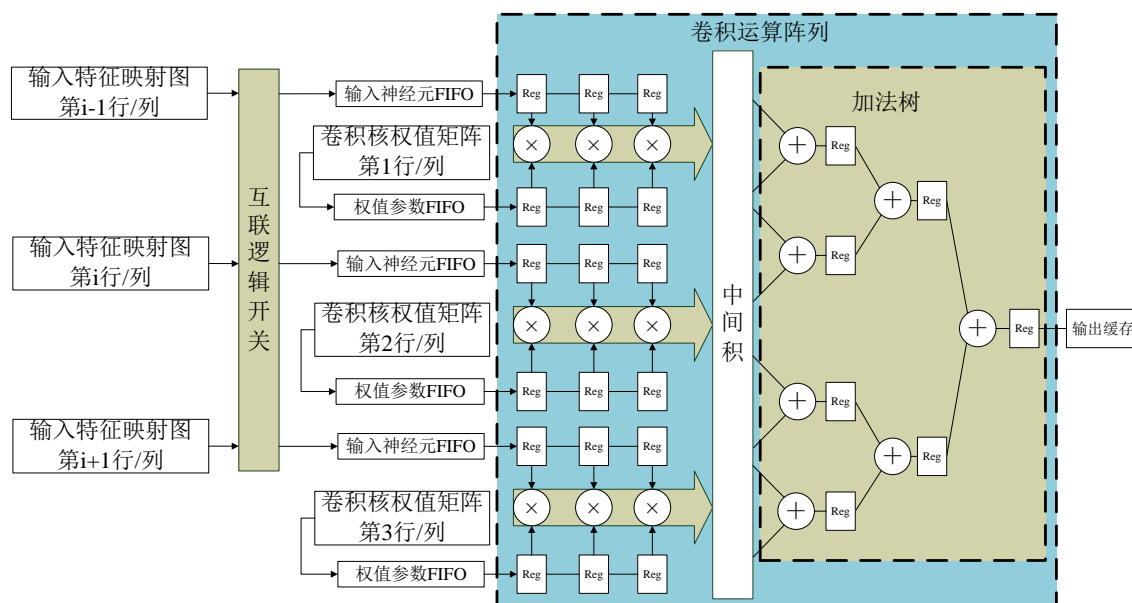 卷积运算阵列
输入特征映射图
第i-1行/列
输入神经元FIFO
Reg Reg Reg
加法树
卷积核权值矩阵
第1行/列
× × ×
+ Reg
权值参数FIFO
Reg Reg Reg
+ Reg
互联逻辑开关
输入特征映射图
第i行/列
输入神经元FIFO
Reg Reg Reg
+ Reg
中间积
卷积核权值矩阵
第2行/列
× × ×
+ Reg
输出缓存
权值参数FIFO
Reg Reg Reg
+ Reg
输入特征映射图
第i+1行/列
输入神经元FIFO
Reg Reg Reg
+ Reg
卷积核权值矩阵
第3行/列
× × ×
+ Reg
权值参数FIFO
Reg Reg Reg